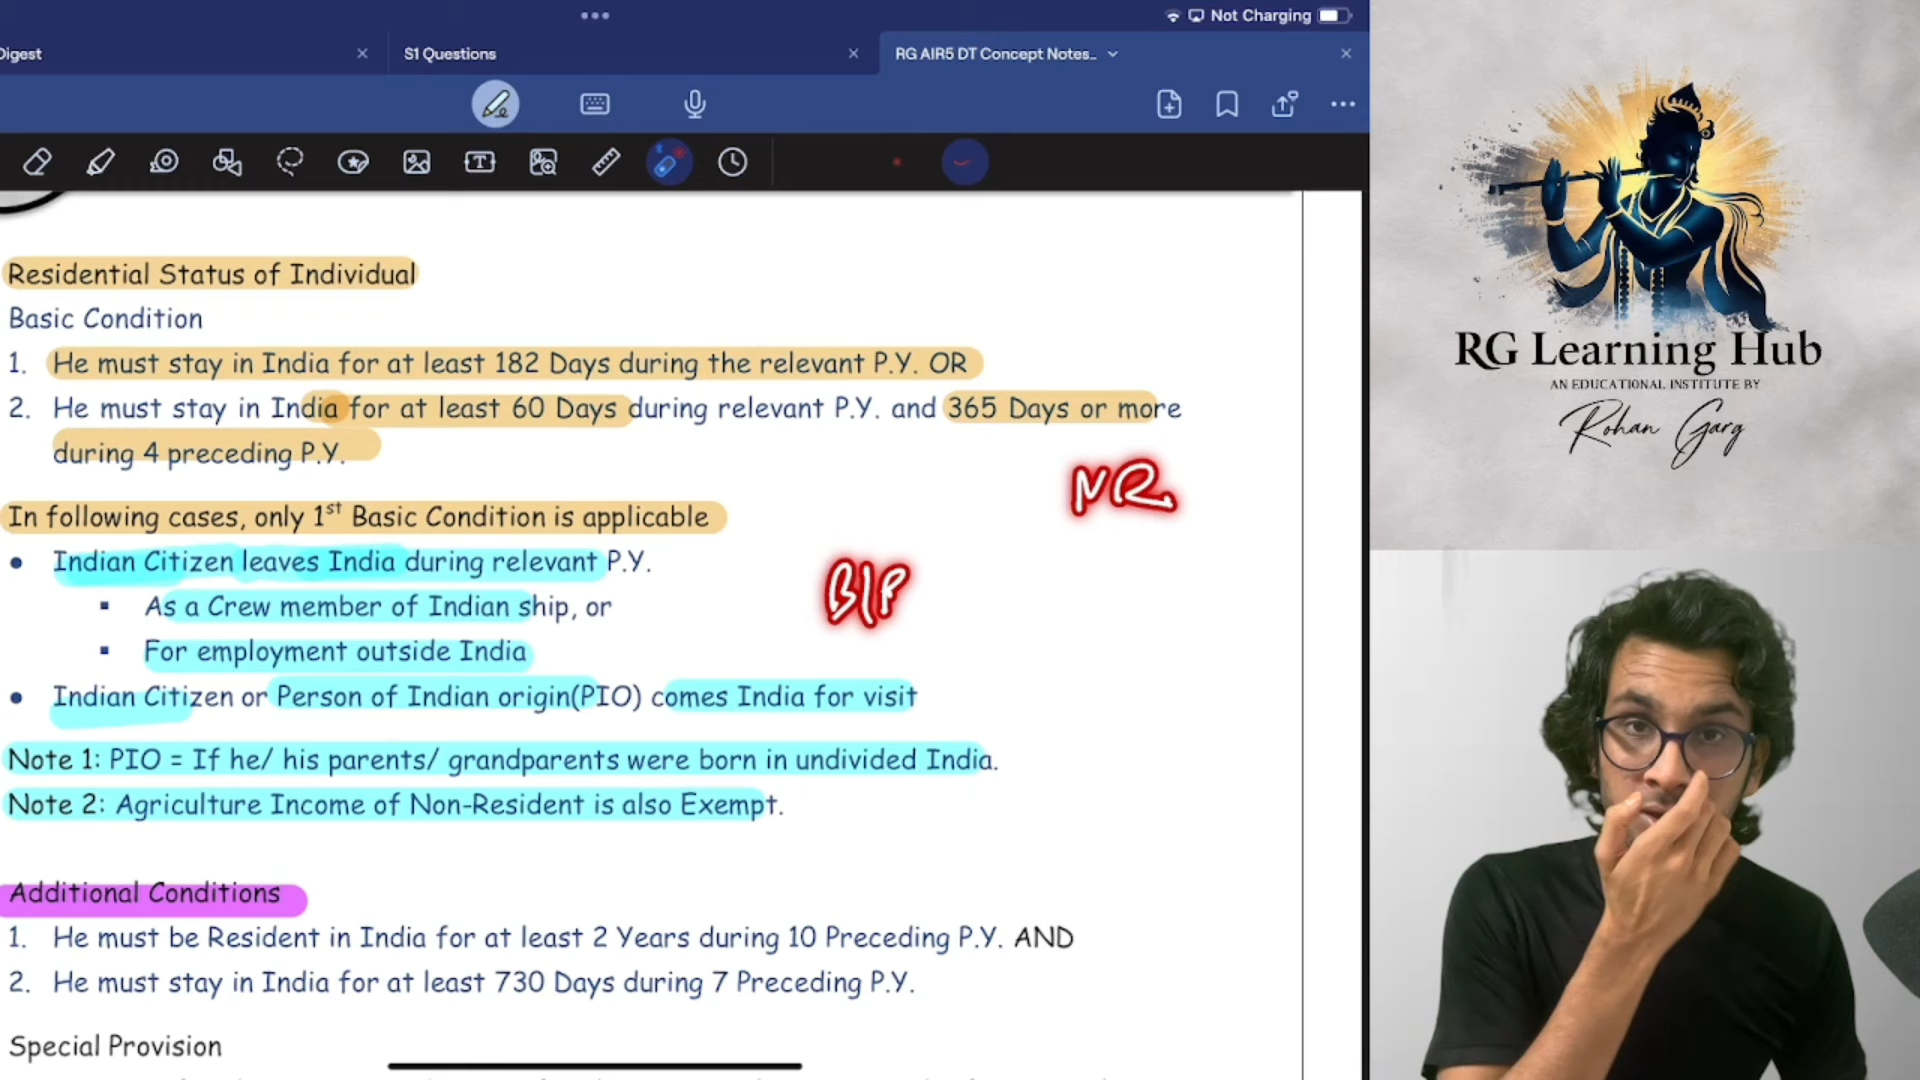 Not Charging
Digest
S1 Questions
RG AIR5 DT Concept Notes..
Residential Status of Individual
Basic Condition
1. He must stay in India for at least 182 Days during the relevant P.Y. OR
2. He must stay in India for at least 60 Days during relevant P.Y. and 365 Days or more
during 4 preceding P.Y.
NR
In following cases, only 1st Basic Condition is applicable
• Indian Citizen leaves India during relevant P.Y.
B/P
▪ As a Crew member of Indian ship, or
▪ For employment outside India
• Indian Citizen or Person of Indian origin(PIO) comes India for visit
Note 1: PIO = If he/ his parents/ grandparents were born in undivided India.
Note 2: Agriculture Income of Non-Resident is also Exempt.
Additional Conditions
1. He must be Resident in India for at least 2 Years during 10 Preceding P.Y. AND
2. He must stay in India for at least 730 Days during 7 Preceding P.Y.
Special Provision
RG Learning Hub
AN EDUCATIONAL INSTITUTE BY
Rohan Garg